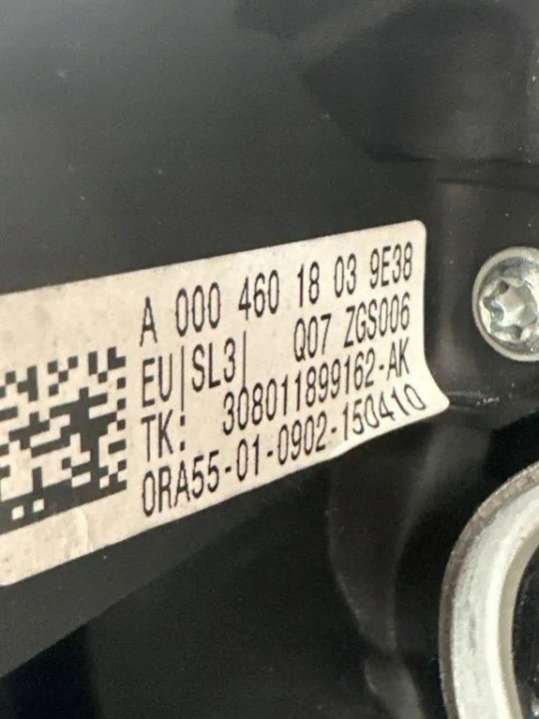 A 000 460 18 03 9E38
EU|SL3| Q07 ZGS006
TK: 308011899162-AK
0RA55-01-0902-150410